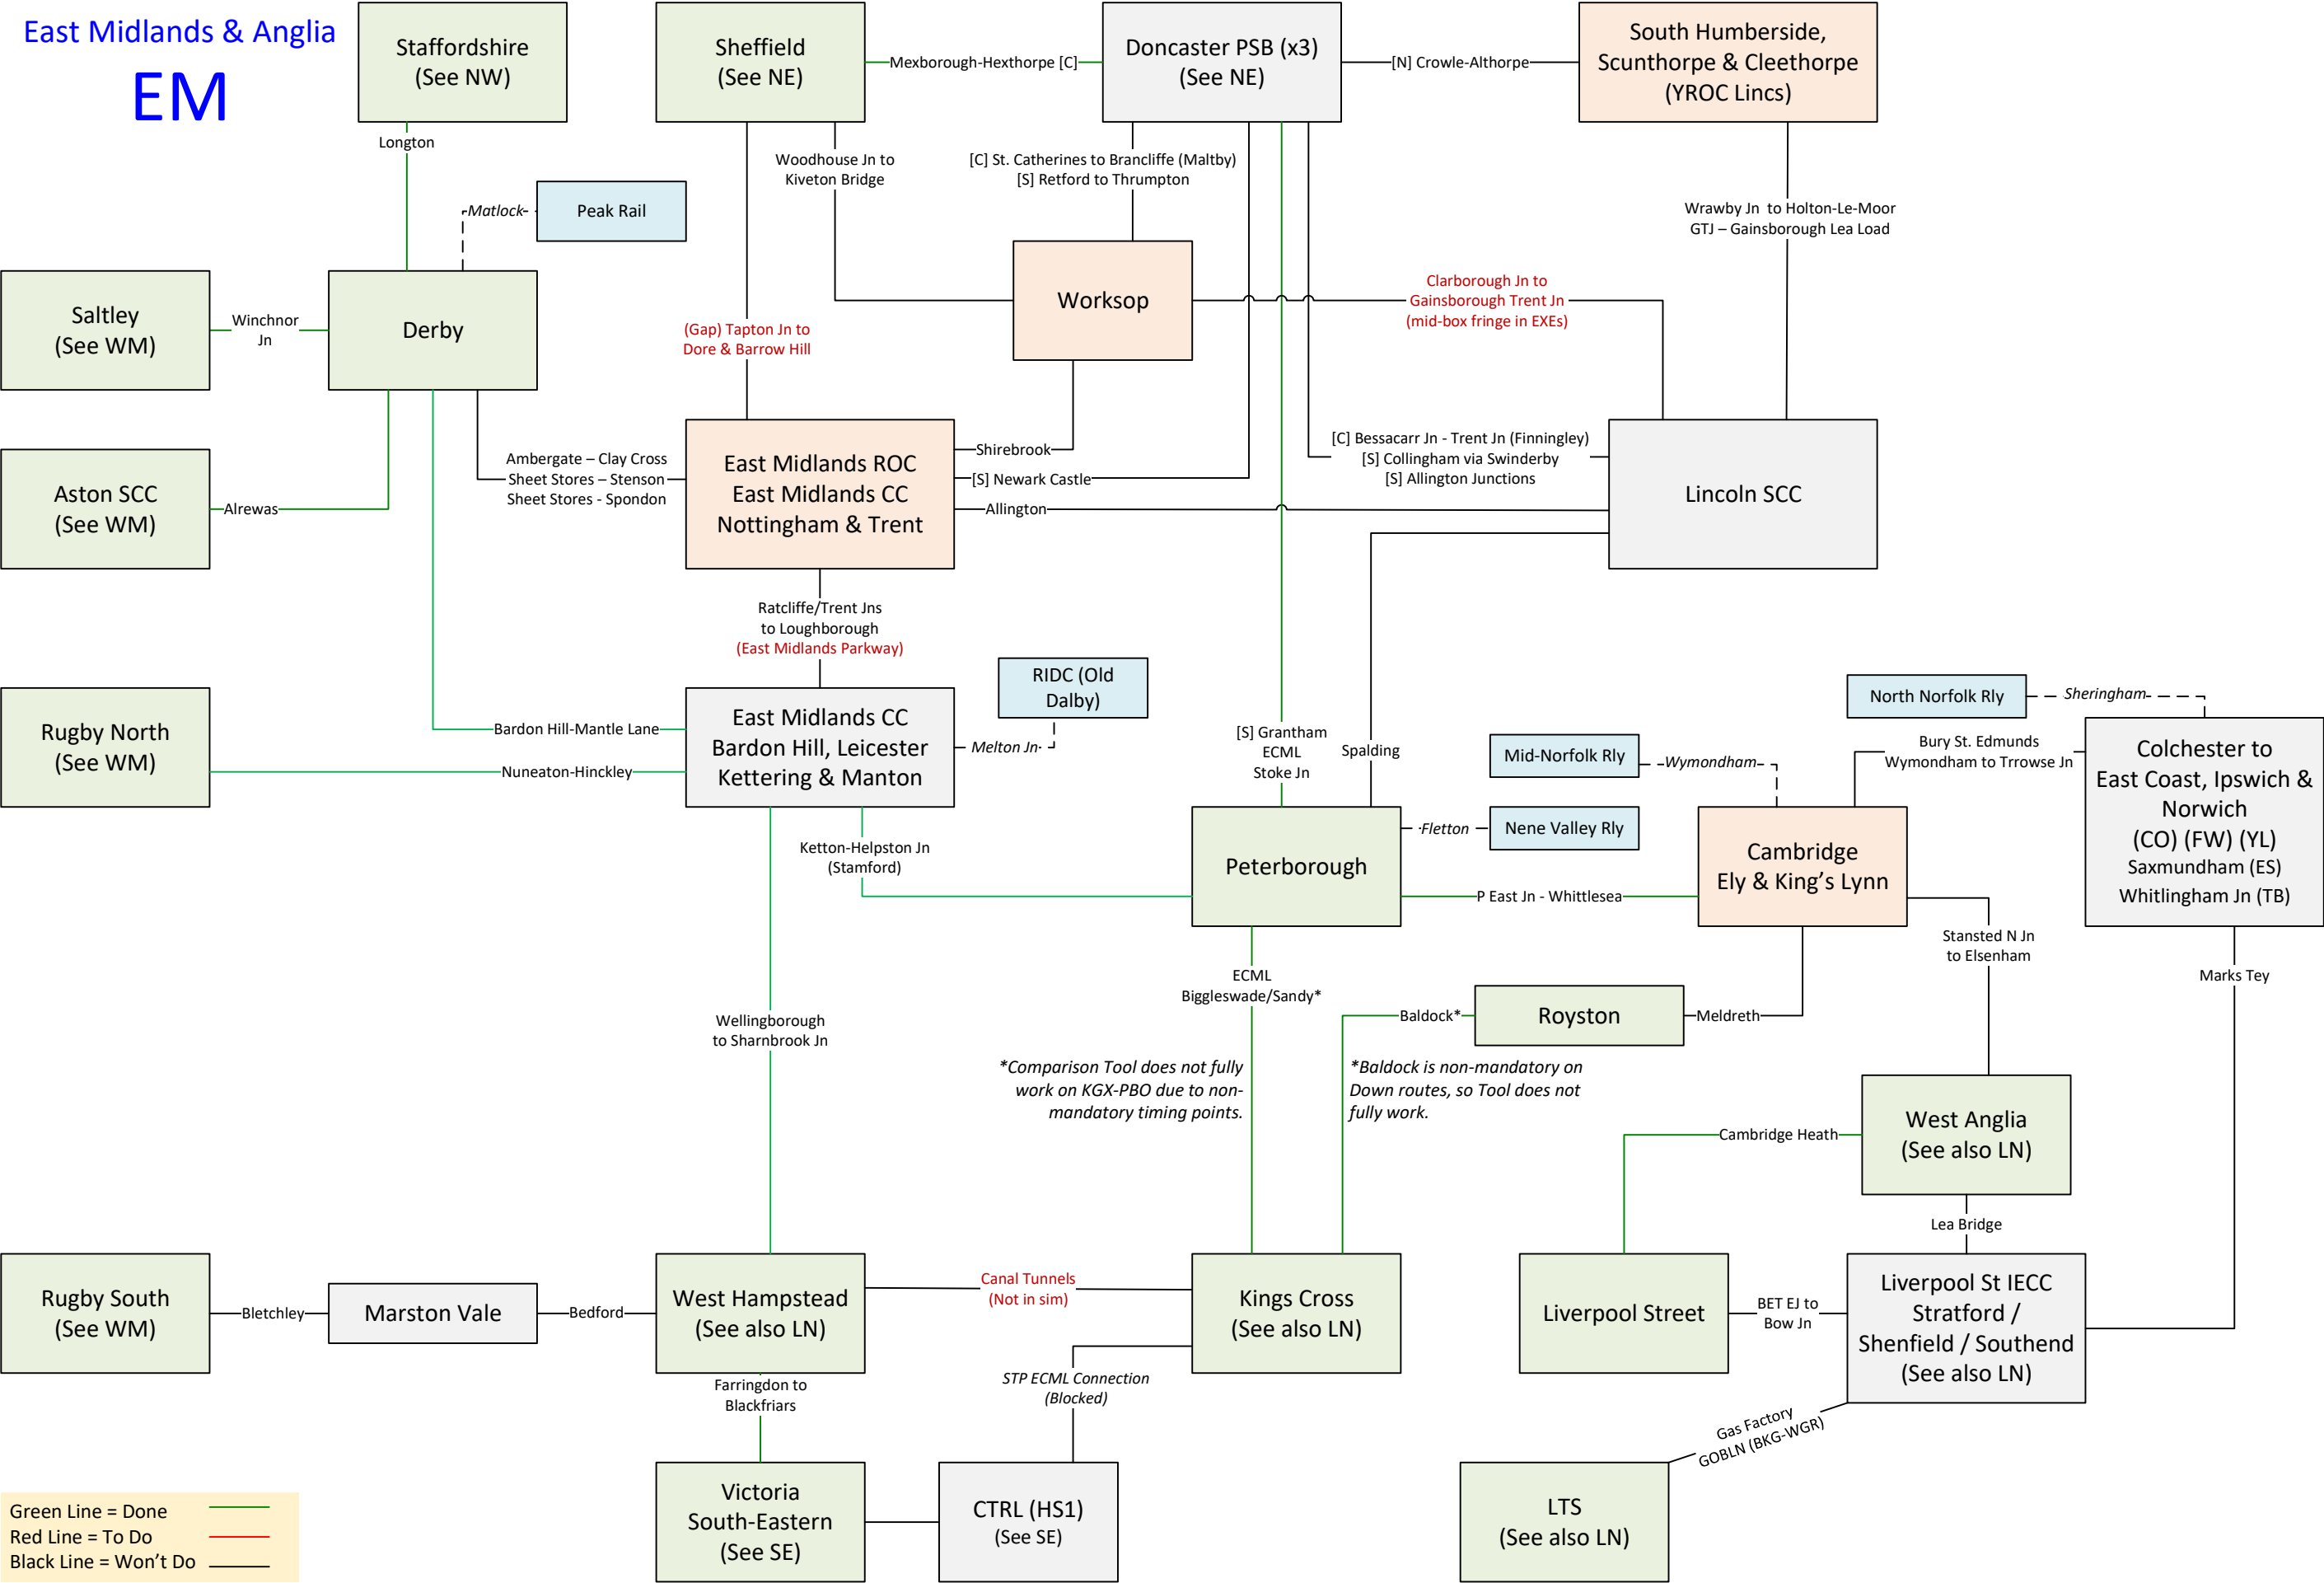 East Midlands & Anglia
EM
Staffordshire
(See NW)
Sheffield
(See NE)
Mexborough-Hexthorpe [C]
Doncaster PSB (x3)
(See NE)
[N] Crowle-Althorpe
South Humberside,
Scunthorpe & Cleethorpe
(YROC Lincs)
Longton
Woodhouse Jn to
Kiveton Bridge
[C] St. Catherines to Brancliffe (Maltby)
[S] Retford to Thrumpton
Matlock
Peak Rail
Wrawby Jn to Holton-Le-Moor
GTJ – Gainsborough Lea Load
Saltley
(See WM)
Winchnor
Jn
Derby
(Gap) Tapton Jn to
Dore & Barrow Hill
Worksop
Clarborough Jn to
Gainsborough Trent Jn
(mid-box fringe in EXEs)
Aston SCC
(See WM)
Alrewas
Ambergate – Clay Cross
Sheet Stores – Stenson
Sheet Stores - Spondon
East Midlands ROC
East Midlands CC
Nottingham & Trent
Shirebrook
[S] Newark Castle
Allington
[C] Bessacarr Jn - Trent Jn (Finningley)
[S] Collingham via Swinderby
[S] Allington Junctions
Lincoln SCC
Ratcliffe/Trent Jns
to Loughborough
(East Midlands Parkway)
Rugby North
(See WM)
Bardon Hill-Mantle Lane
Nuneaton-Hinckley
East Midlands CC
Bardon Hill, Leicester
Kettering & Manton
Melton Jn
RIDC (Old
Dalby)
[S] Grantham
ECML
Stoke Jn
Spalding
Mid-Norfolk Rly
Wymondham
North Norfolk Rly
Sheringham
Bury St. Edmunds
Wymondham to Trrowse Jn
Colchester to
East Coast, Ipswich &
Norwich
(CO) (FW) (YL)
Saxmundham (ES)
Whitlingham Jn (TB)
Ketton-Helpston Jn
(Stamford)
Peterborough
Fletton
Nene Valley Rly
P East Jn - Whittlesea
Cambridge
Ely & King's Lynn
Stansted N Jn
to Elsenham
Marks Tey
Wellingborough
to Sharnbrook Jn
ECML
Biggleswade/Sandy*
Baldock*
Royston
Meldreth
*Comparison Tool does not fully
work on KGX-PBO due to non-
mandatory timing points.
*Baldock is non-mandatory on
Down routes, so Tool does not
fully work.
West Anglia
(See also LN)
Cambridge Heath
Lea Bridge
Rugby South
(See WM)
Bletchley
Marston Vale
Bedford
West Hampstead
(See also LN)
Canal Tunnels
(Not in sim)
Kings Cross
(See also LN)
Liverpool Street
BET EJ to
Bow Jn
Liverpool St IECC
Stratford /
Shenfield / Southend
(See also LN)
Farringdon to
Blackfriars
STP ECML Connection
(Blocked)
Gas Factory
GOBLN (BKG-WGR)
Victoria
South-Eastern
(See SE)
CTRL (HS1)
(See SE)
LTS
(See also LN)
Green Line = Done
Red Line = To Do
Black Line = Won't Do